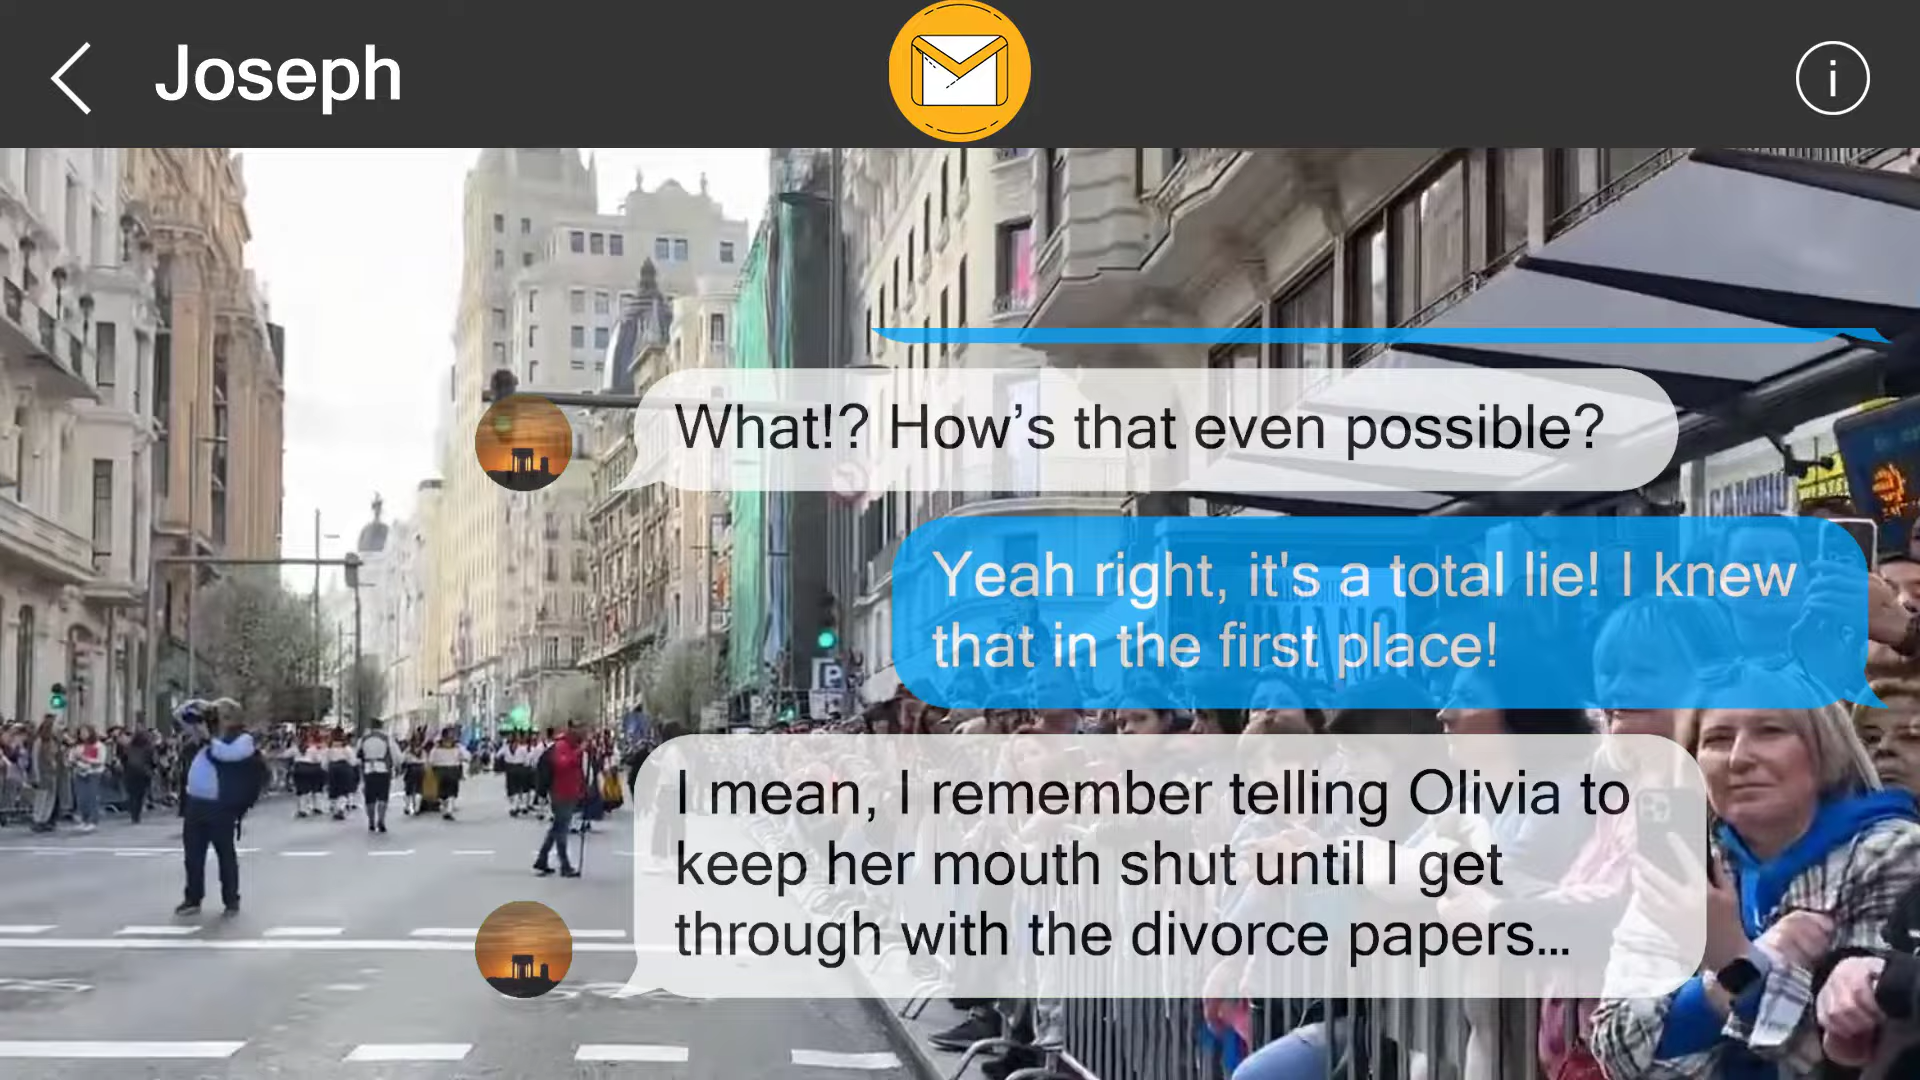 Joseph
i
What!? How’s that even possible?
Yeah right, it's a total lie! I knew
that in the first place!
I mean, I remember telling Olivia to
keep her mouth shut until I get
through with the divorce papers...
P